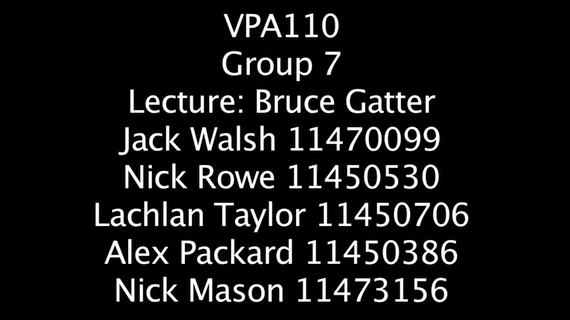 VPA110
Group 7
Lecture: Bruce Gatter
Jack Walsh 11470099
Nick Rowe 11450530
Lachlan Taylor 11450706
Alex Packard 11450386
Nick Mason 11473156